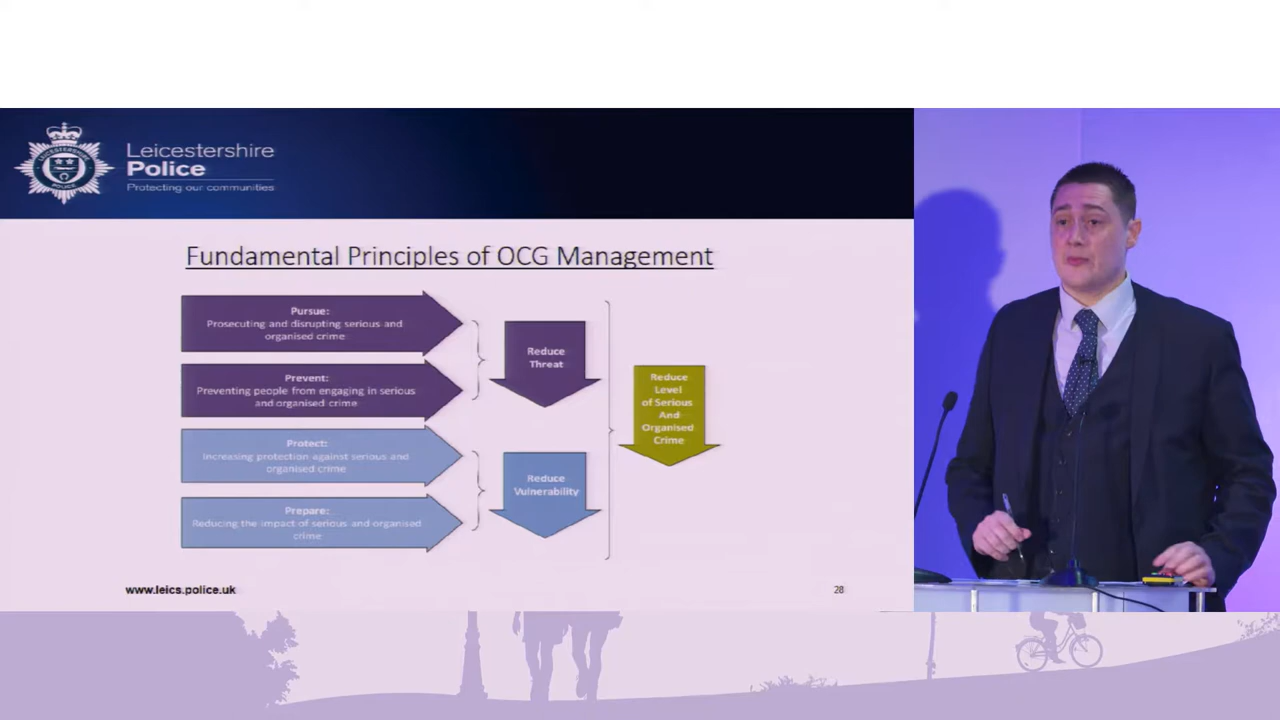 Leicestershire
Police
Protecting our communities
Fundamental Principles of OCG Management
Pursue:
Prosecuting and disrupting serious and
organised crime
Prevent:
Preventing people from engaging in serious
and organised crime
Protect:
Increasing protection against serious and
organised crime
Prepare:
Reducing the impact of serious and organised
crime
Reduce
Threat
Reduce
Vulnerability
Reduce
Level
of Serious
And
Organised
Crime
www.leics.police.uk
28